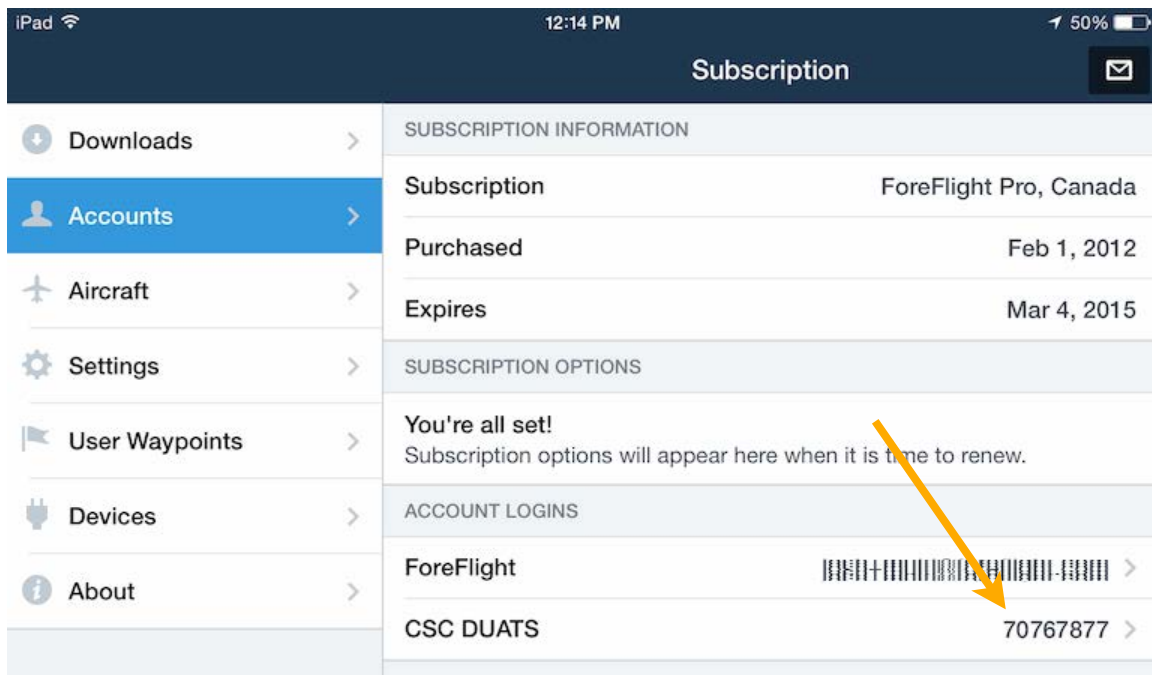 iPad 12:14 PM 50%
Subscription
Downloads
Accounts
Aircraft
Settings
User Waypoints
Devices
About
SUBSCRIPTION INFORMATION
Subscription ForeFlight Pro, Canada
Purchased Feb 1, 2012
Expires Mar 4, 2015
SUBSCRIPTION OPTIONS
You're all set!
Subscription options will appear here when it is time to renew.
ACCOUNT LOGINS
ForeFlight
CSC DUATS 70767877